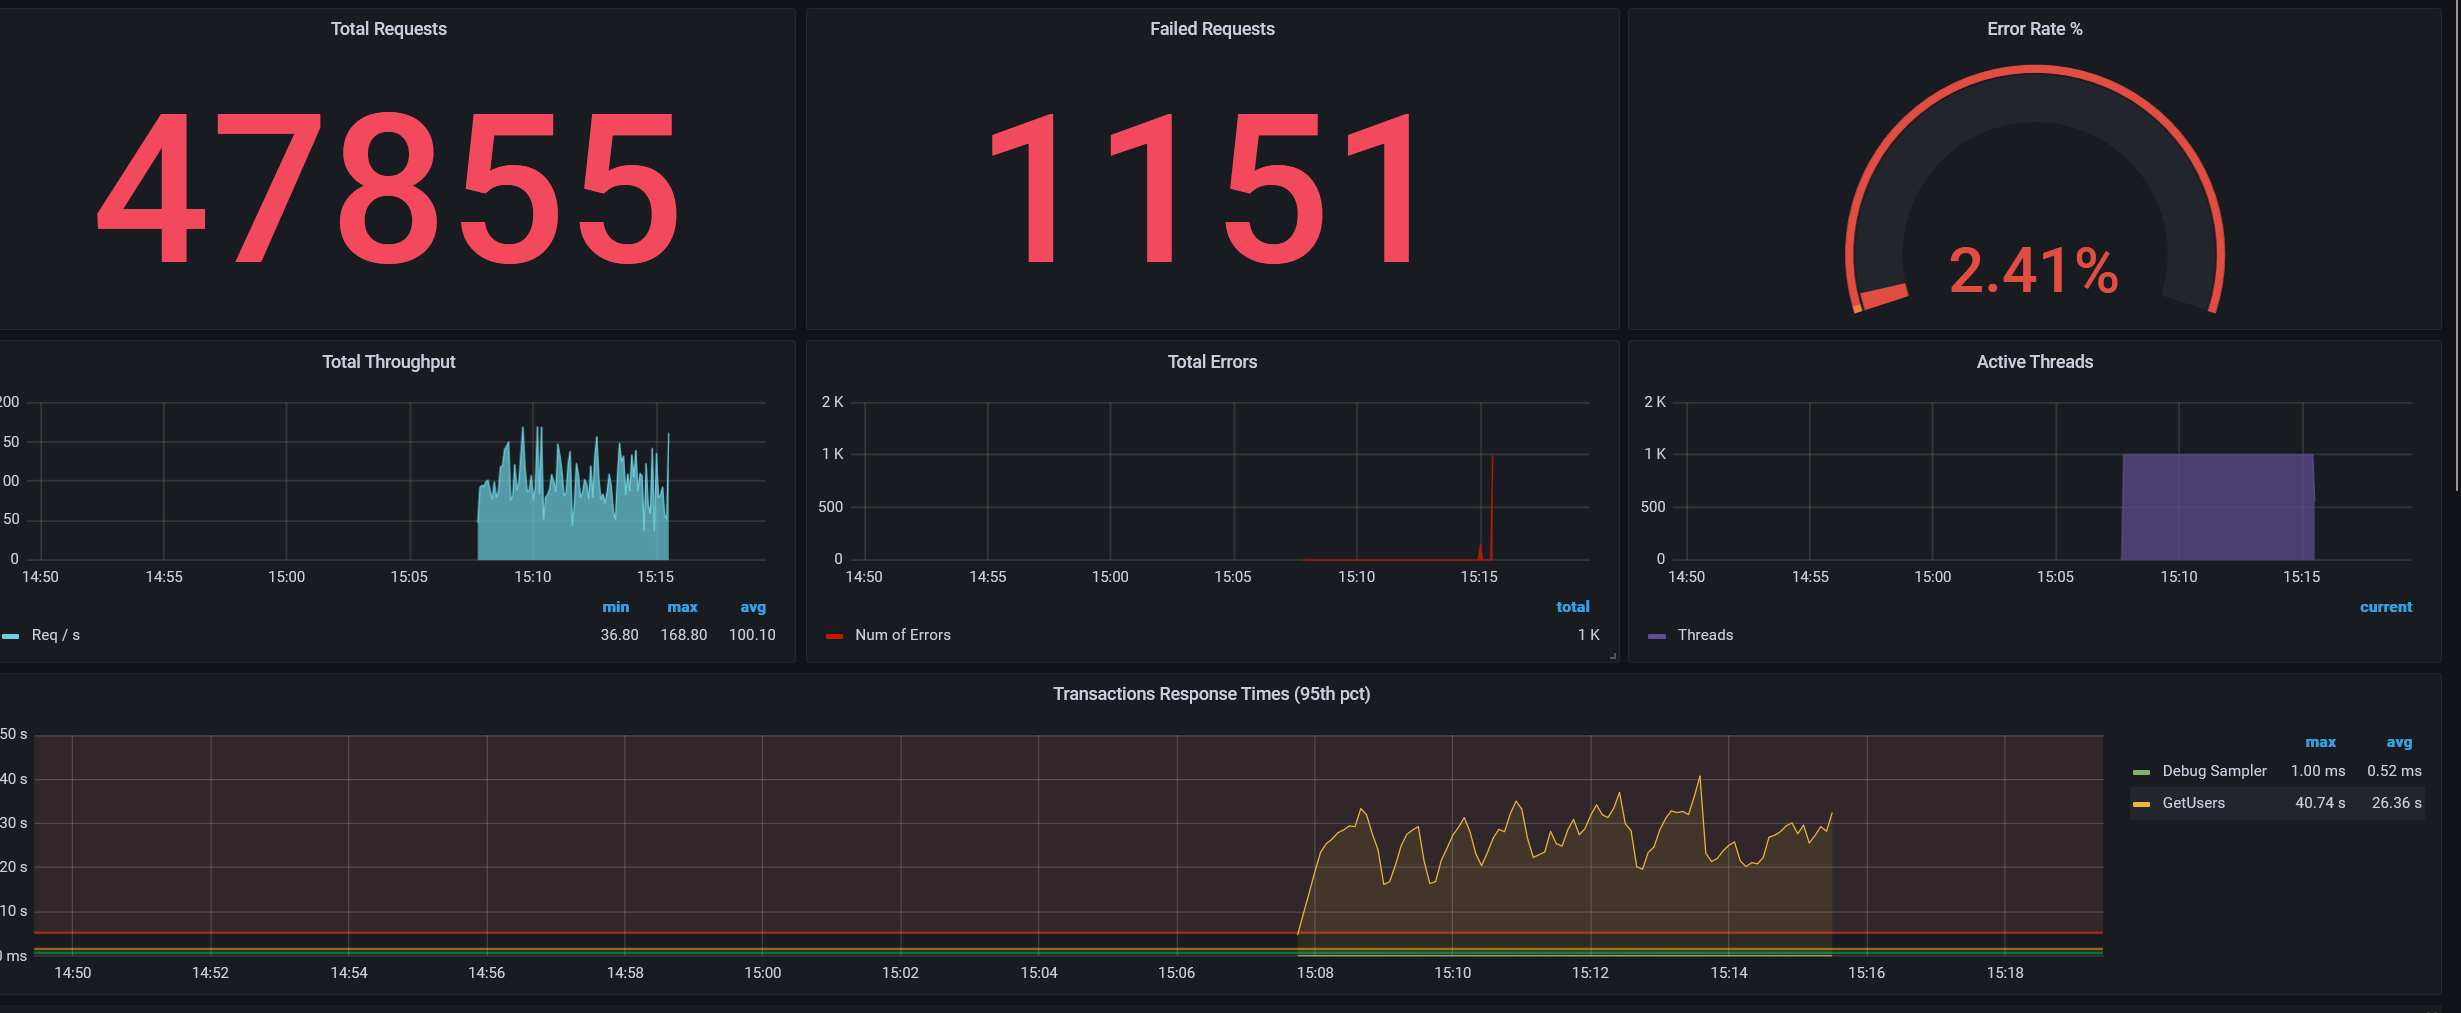 Total Requests
47855
Failed Requests
1151
Error Rate %
2.41%
Total Throughput
200
50
00
50
0
14:50 14:55 15:00 15:05 15:10 15:15
min max avg
Req / s 36.80 168.80 100.10
Total Errors
2 K
1 K
500
0
14:50 14:55 15:00 15:05 15:10 15:15
total
Num of Errors 1 K
Active Threads
2 K
1 K
500
0
14:50 14:55 15:00 15:05 15:10 15:15
current
Threads
Transactions Response Times (95th pct)
50 s
40 s
30 s
20 s
10 s
0 ms
14:50 14:52 14:54 14:56 14:58 15:00 15:02 15:04 15:06 15:08 15:10 15:12 15:14 15:16 15:18
max avg
Debug Sampler 1.00 ms 0.52 ms
GetUsers 40.74 s 26.36 s